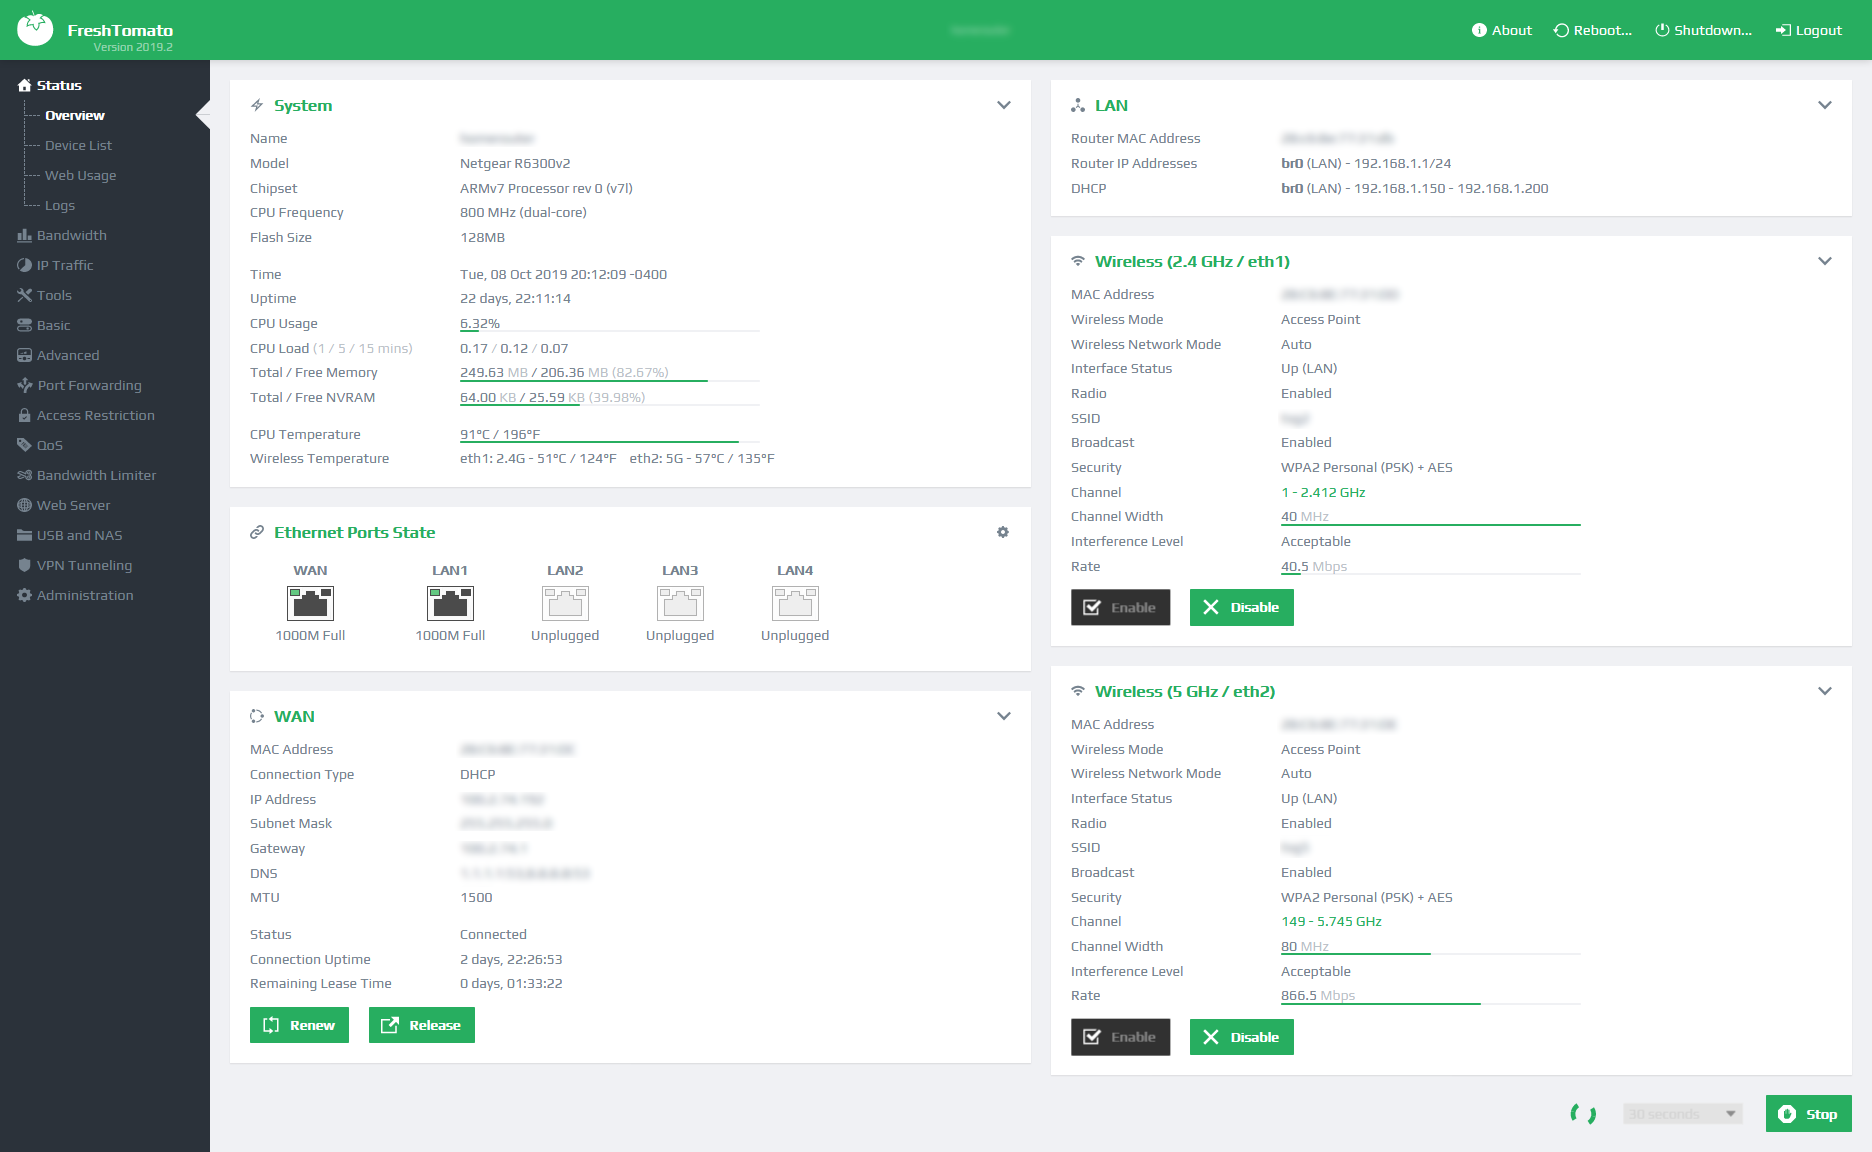 FreshTomato
Version 2019.2
About Reboot... Shutdown... Logout
Status
Overview
Device List
Web Usage
Logs
Bandwidth
IP Traffic
Tools
Basic
Advanced
Port Forwarding
Access Restriction
QoS
Bandwidth Limiter
Web Server
USB and NAS
VPN Tunneling
Administration
System
Name
Model Netgear R6300v2
Chipset ARMv7 Processor rev 0 (v7l)
CPU Frequency 800 MHz (dual-core)
Flash Size 128MB
Time Tue, 08 Oct 2019 20:12:09 -0400
Uptime 22 days, 22:11:14
CPU Usage 6.32%
CPU Load (1 / 5 / 15 mins) 0.17 / 0.12 / 0.07
Total / Free Memory 249.63 MB / 206.36 MB (82.67%)
Total / Free NVRAM 64.00 KB / 25.59 KB (39.98%)
CPU Temperature 91°C / 196°F
Wireless Temperature eth1: 2.4G - 51°C / 124°F eth2: 5G - 57°C / 135°F
Ethernet Ports State
WAN LAN1 LAN2 LAN3 LAN4
1000M Full 1000M Full Unplugged Unplugged Unplugged
WAN
MAC Address
Connection Type DHCP
IP Address
Subnet Mask
Gateway
DNS
MTU 1500
Status Connected
Connection Uptime 2 days, 22:26:53
Remaining Lease Time 0 days, 01:33:22
Renew Release
LAN
Router MAC Address
Router IP Addresses br0 (LAN) - 192.168.1.1/24
DHCP br0 (LAN) - 192.168.1.150 - 192.168.1.200
Wireless (2.4 GHz / eth1)
MAC Address
Wireless Mode Access Point
Wireless Network Mode Auto
Interface Status Up (LAN)
Radio Enabled
SSID
Broadcast Enabled
Security WPA2 Personal (PSK) + AES
Channel 1 - 2.412 GHz
Channel Width 40 MHz
Interference Level Acceptable
Rate 40.5 Mbps
Enable Disable
Wireless (5 GHz / eth2)
MAC Address
Wireless Mode Access Point
Wireless Network Mode Auto
Interface Status Up (LAN)
Radio Enabled
SSID
Broadcast Enabled
Security WPA2 Personal (PSK) + AES
Channel 149 - 5.745 GHz
Channel Width 80 MHz
Interference Level Acceptable
Rate 866.5 Mbps
Enable Disable
30 seconds Stop